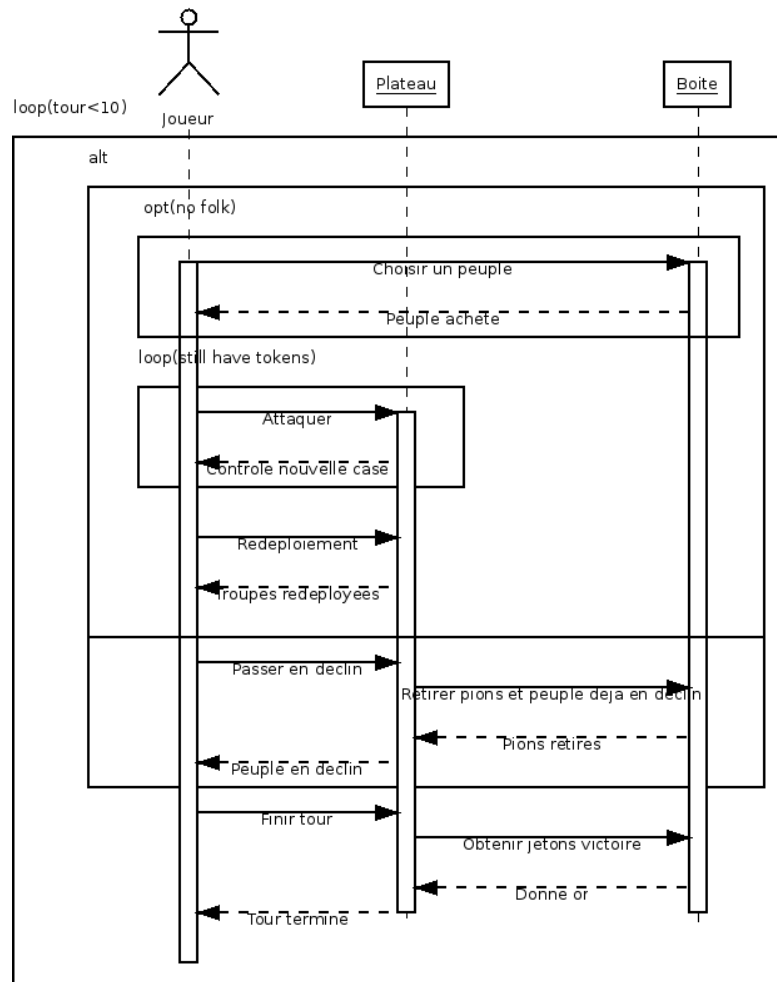 Plateau
Boite
loop(tour<10)
Joueur
alt
opt(no folk)
Choisir un peuple
Peuple achete
loop(still have tokens)
Attaquer
Controle nouvelle case
Redeploiement
Troupes redeployees
Passer en declin
Retirer pions et peuple deja en declin
Pions retires
Peuple en declin
Finir tour
Obtenir jetons victoire
Donne or
Tour termine